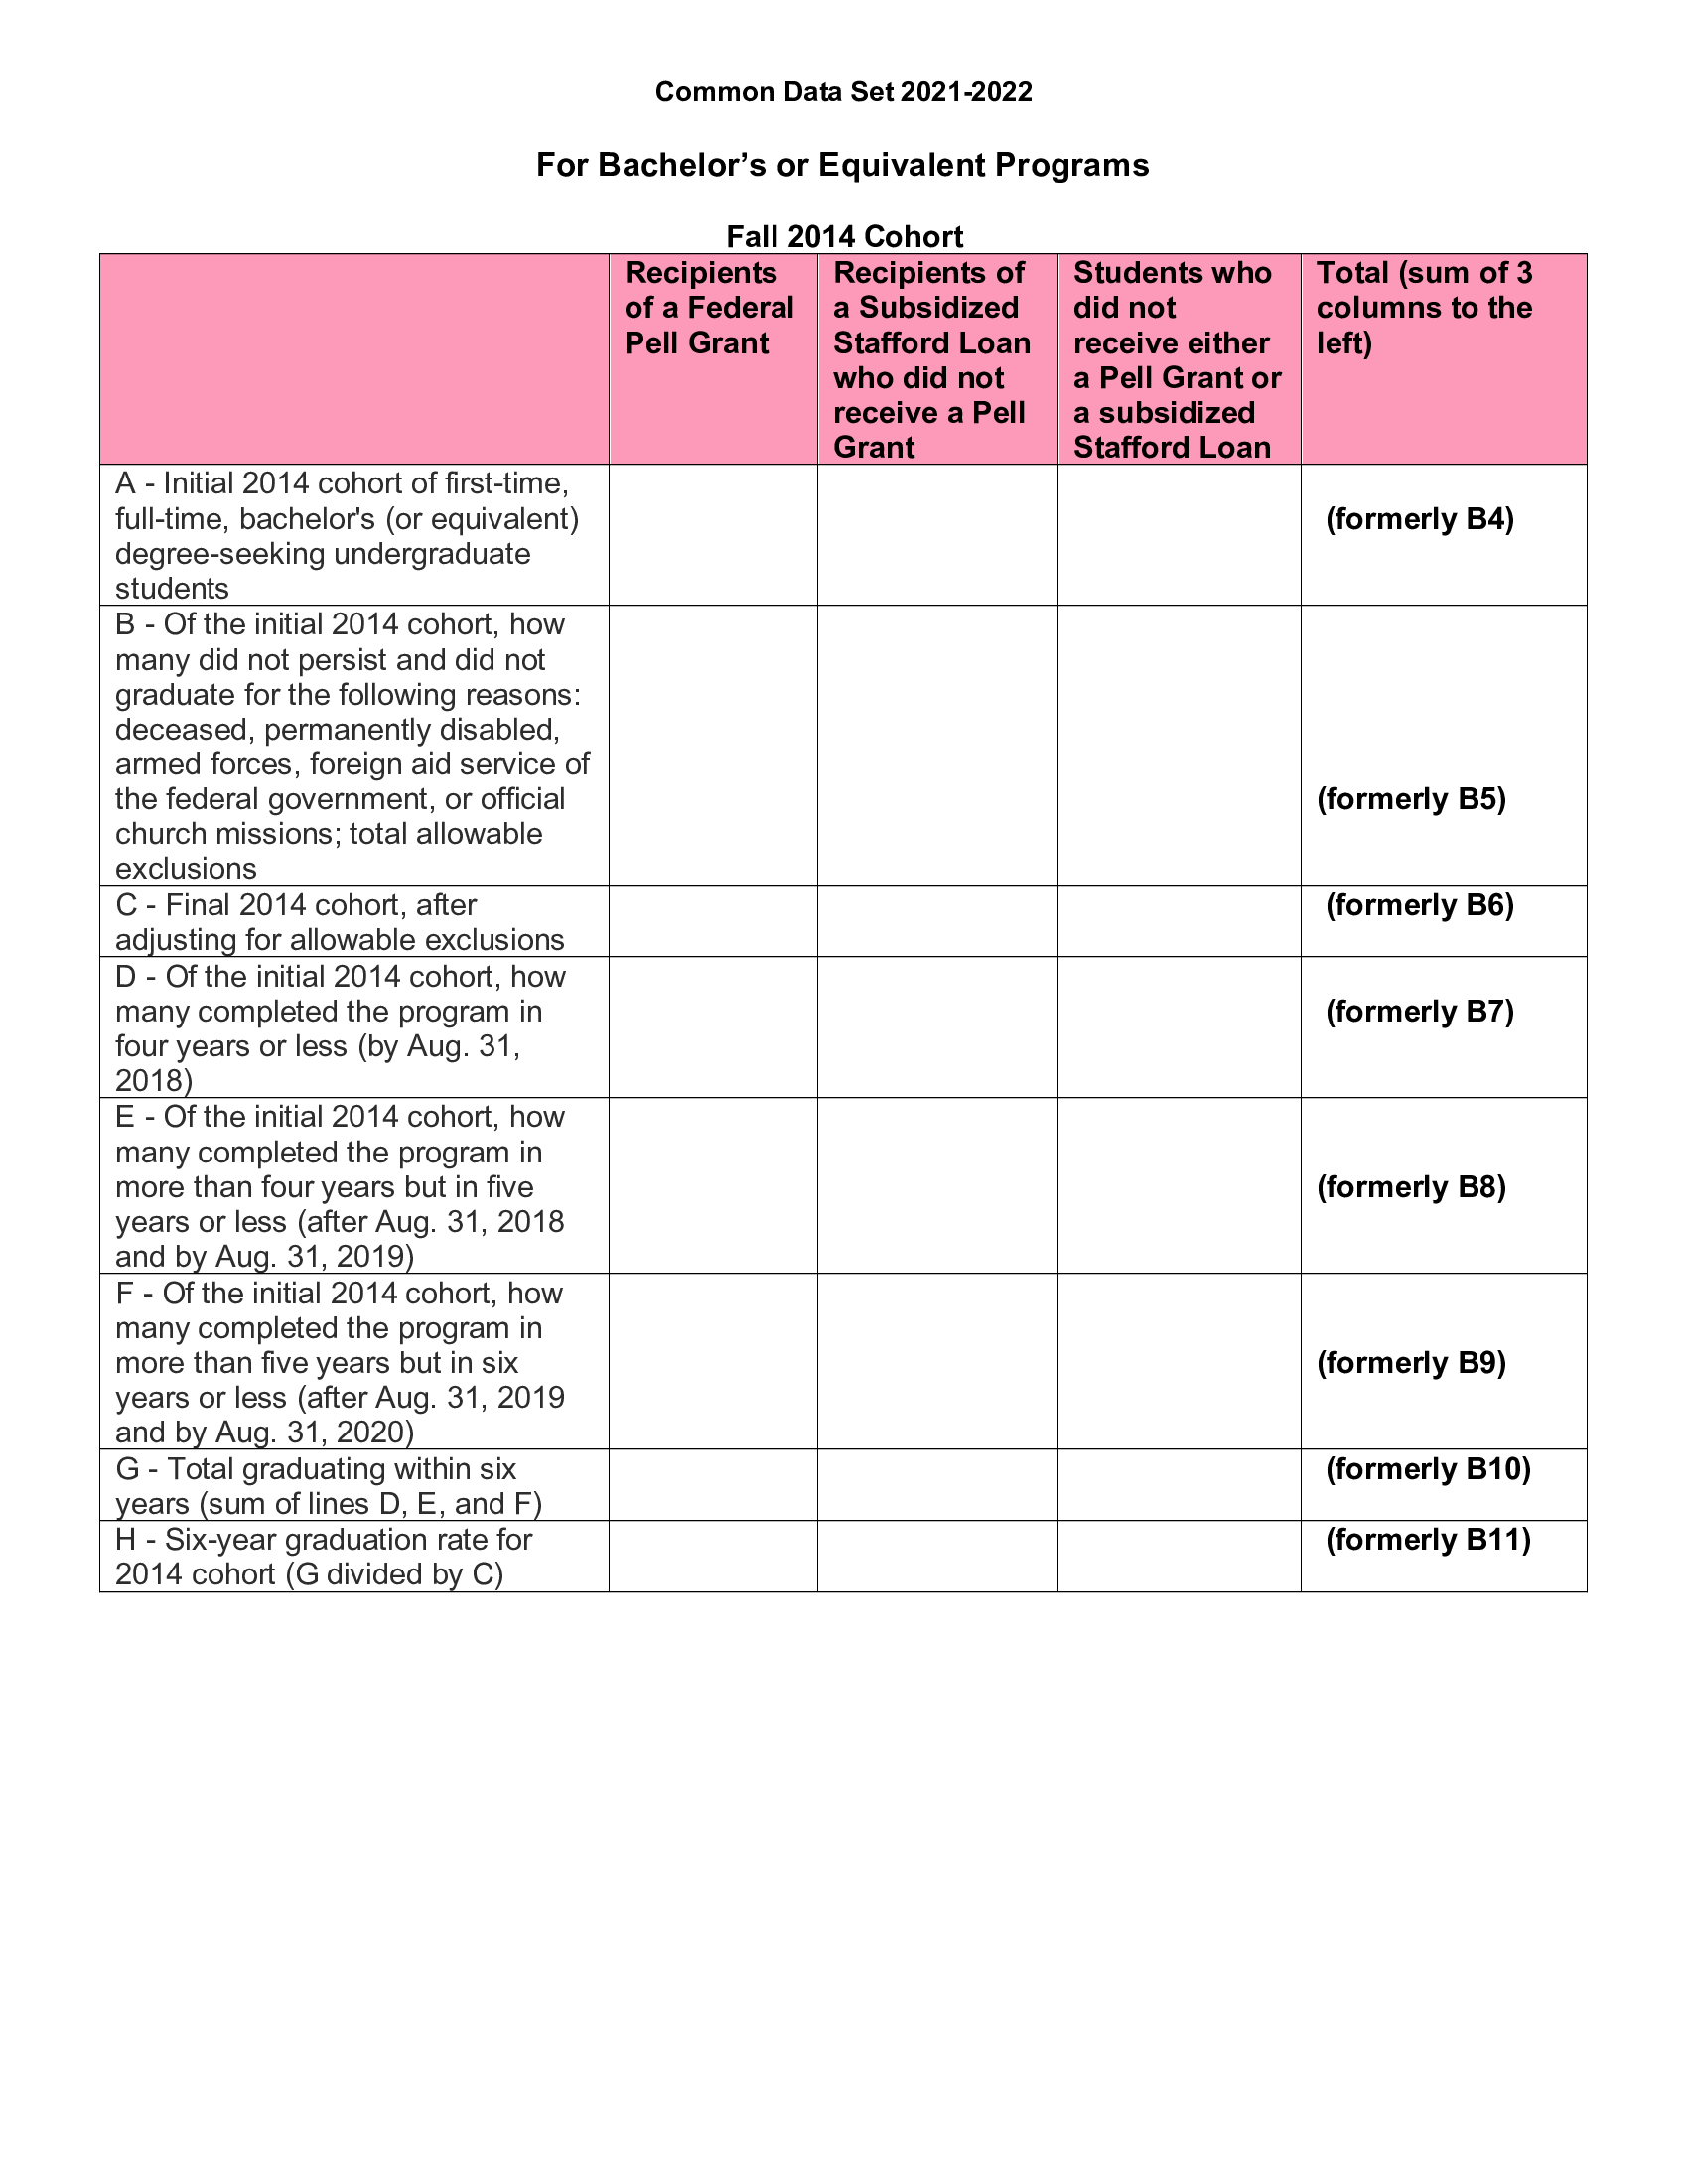 Common Data Set 2021-2022
For Bachelor’s or Equivalent Programs
Fall 2014 Cohort
Recipients
of a Federal
Pell Grant
Recipients of
a Subsidized
Stafford Loan
who did not
receive a Pell
Grant
Students who
did not
receive either
a Pell Grant or
a subsidized
Stafford Loan
Total (sum of 3
columns to the
left)
A - Initial 2014 cohort of first-time,
full-time, bachelor's (or equivalent)
degree-seeking undergraduate
students
(formerly B4)
B - Of the initial 2014 cohort, how
many did not persist and did not
graduate for the following reasons:
deceased, permanently disabled,
armed forces, foreign aid service of
the federal government, or official
church missions; total allowable
exclusions
(formerly B5)
C - Final 2014 cohort, after
adjusting for allowable exclusions
(formerly B6)
D - Of the initial 2014 cohort, how
many completed the program in
four years or less (by Aug. 31,
2018)
(formerly B7)
E - Of the initial 2014 cohort, how
many completed the program in
more than four years but in five
years or less (after Aug. 31, 2018
and by Aug. 31, 2019)
(formerly B8)
F - Of the initial 2014 cohort, how
many completed the program in
more than five years but in six
years or less (after Aug. 31, 2019
and by Aug. 31, 2020)
(formerly B9)
G - Total graduating within six
years (sum of lines D, E, and F)
(formerly B10)
H - Six-year graduation rate for
2014 cohort (G divided by C)
(formerly B11)